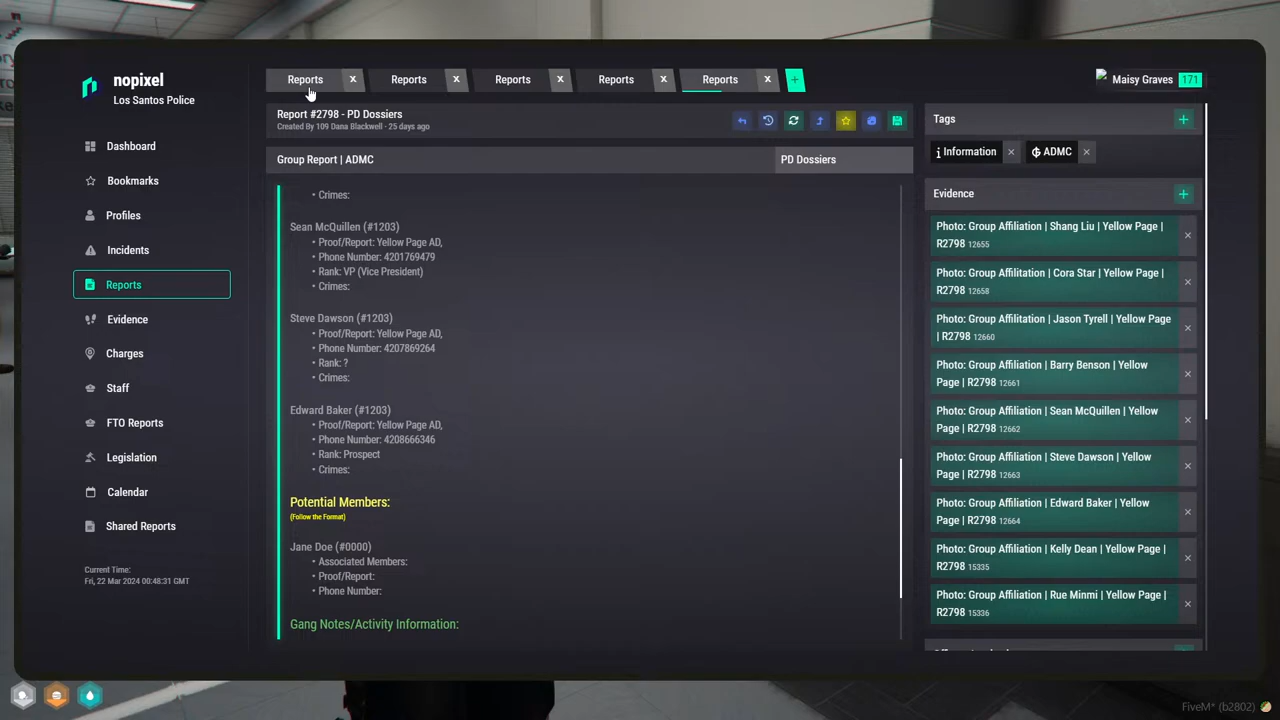 nopixel
Los Santos Police
Dashboard
Bookmarks
Profiles
Incidents
Reports
Evidence
Charges
Staff
FTO Reports
Legislation
Calendar
Shared Reports
Current Time:
Fri, 22 Mar 2024 00:48:31 GMT
Reports x Reports x Reports x Reports x Reports x +
Maisy Graves 171
Report #2798 - PD Dossiers
Created By 109 Dana Blackwell · 25 days ago
Group Report | ADMC
PD Dossiers
• Crimes:
Sean McQuillen (#1203)
• Proof/Report: Yellow Page AD,
• Phone Number: 4201769479
• Rank: VP (Vice President)
• Crimes:
Steve Dawson (#1203)
• Proof/Report: Yellow Page AD,
• Phone Number: 4207869264
• Rank: ?
• Crimes:
Edward Baker (#1203)
• Proof/Report: Yellow Page AD,
• Phone Number: 4208666346
• Rank: Prospect
• Crimes:
Potential Members:
(Follow the Format)
Jane Doe (#0000)
• Associated Members:
• Proof/Report:
• Phone Number:
Gang Notes/Activity Information:
Tags
Information x ADMC x
Evidence
Photo: Group Affiliation | Shang Liu | Yellow Page |
R2798 12655
Photo: Group Affilitation | Cora Star | Yellow Page |
R2798 12658
Photo: Group Affilitation | Jason Tyrell | Yellow Page
| R2798 12660
Photo: Group Affiliation | Barry Benson | Yellow
Page | R2798 12661
Photo: Group Affiliation | Sean McQuillen | Yellow
Page | R2798 12662
Photo: Group Affiliation | Steve Dawson | Yellow
Page | R2798 12663
Photo: Group Affiliation | Edward Baker | Yellow
Page | R2798 12664
Photo: Group Affiliation | Kelly Dean | Yellow Page |
R2798 15335
Photo: Group Affiliation | Rue Minmi | Yellow Page |
R2798 15336
FiveM* (b2802)